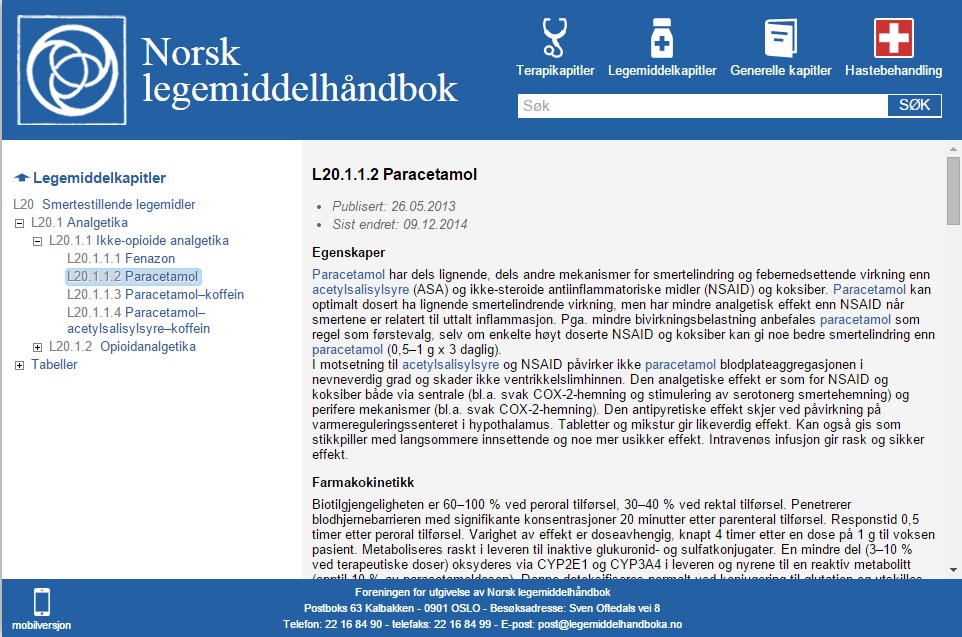 Norsk
legemiddelhåndbok
Terapikapitler
Legemiddelkapitler
Generelle kapitler
Hastebehandling
Søk
SØK
Legemiddelkapitler
L20 Smertestillende legemidler
L20.1 Analgetika
L20.1.1 Ikke-opioide analgetika
L20.1.1.1 Fenazon
L20.1.1.2 Paracetamol
L20.1.1.3 Paracetamol–koffein
L20.1.1.4 Paracetamol–
acetylsalisylsyre–koffein
L20.1.2 Opioidanalgetika
Tabeller
L20.1.1.2 Paracetamol
• Publisert: 26.05.2013
• Sist endret: 09.12.2014
Egenskaper
Paracetamol har dels lignende, dels andre mekanismer for smertelindring og febernedsettende virkning enn
acetylsalisylsyre (ASA) og ikke-steroide antiinflammatoriske midler (NSAID) og koksiber. Paracetamol kan
optimalt dosert ha lignende smertelindrende virkning, men har mindre analgetisk effekt enn NSAID når
smertene er relatert til uttalt inflammasjon. Pga. mindre bivirkningsbelastning anbefales paracetamol som
regel som førstevalg, selv om enkelte høyt doserte NSAID og koksiber kan gi noe bedre smertelindring enn
paracetamol (0,5–1 g x 3 daglig).
I motsetning til acetylsalisylsyre og NSAID påvirker ikke paracetamol blodplateaggregasjonen i
nevneverdig grad og skader ikke ventrikkelslimhinnen. Den analgetiske effekt er som for NSAID og
koksiber både via sentrale (bl.a. svak COX-2-hemning og stimulering av serotonerg smertehemning) og
perifere mekanismer (bl.a. svak COX-2-hemning). Den antipyretiske effekt skjer ved påvirkning på
varmereguleringssenteret i hypothalamus. Tabletter og mikstur gir likeverdig effekt. Kan også gis som
stikkpiller med langsommere innsettende og noe mer usikker effekt. Intravenøs infusjon gir rask og sikker
effekt.
Farmakokinetikk
Biotilgjengeligheten er 60–100 % ved peroral tilførsel, 30–40 % ved rektal tilførsel. Penetrerer
blodhjernebarrieren med signifikante konsentrasjoner 20 minutter etter parenteral tilførsel. Responstid 0,5
timer etter peroral tilførsel. Varighet av effekt er doseavhengig, knapt 4 timer etter en dose på 1 g til voksen
pasient. Metaboliseres raskt i leveren til inaktive glukuronid- og sulfatkonjugater. En mindre del (3–10 %
ved terapeutiske doser) oksyderes via CYP2E1 og CYP3A4 i leveren og nyrene til en reaktiv metabolitt
(opptil 10 % av paracetamoldosen). Denne detoksifiseres normalt ved konjugering til glutation og utskilles
mobilversjon
Foreningen for utgivelse av Norsk legemiddelhåndbok
Postboks 63 Kalbakken - 0901 OSLO - Besøksadresse: Sven Oftedals vei 8
Telefon: 22 16 84 90 - telefaks: 22 16 84 99 - E-post: post@legemiddelhandboka.no